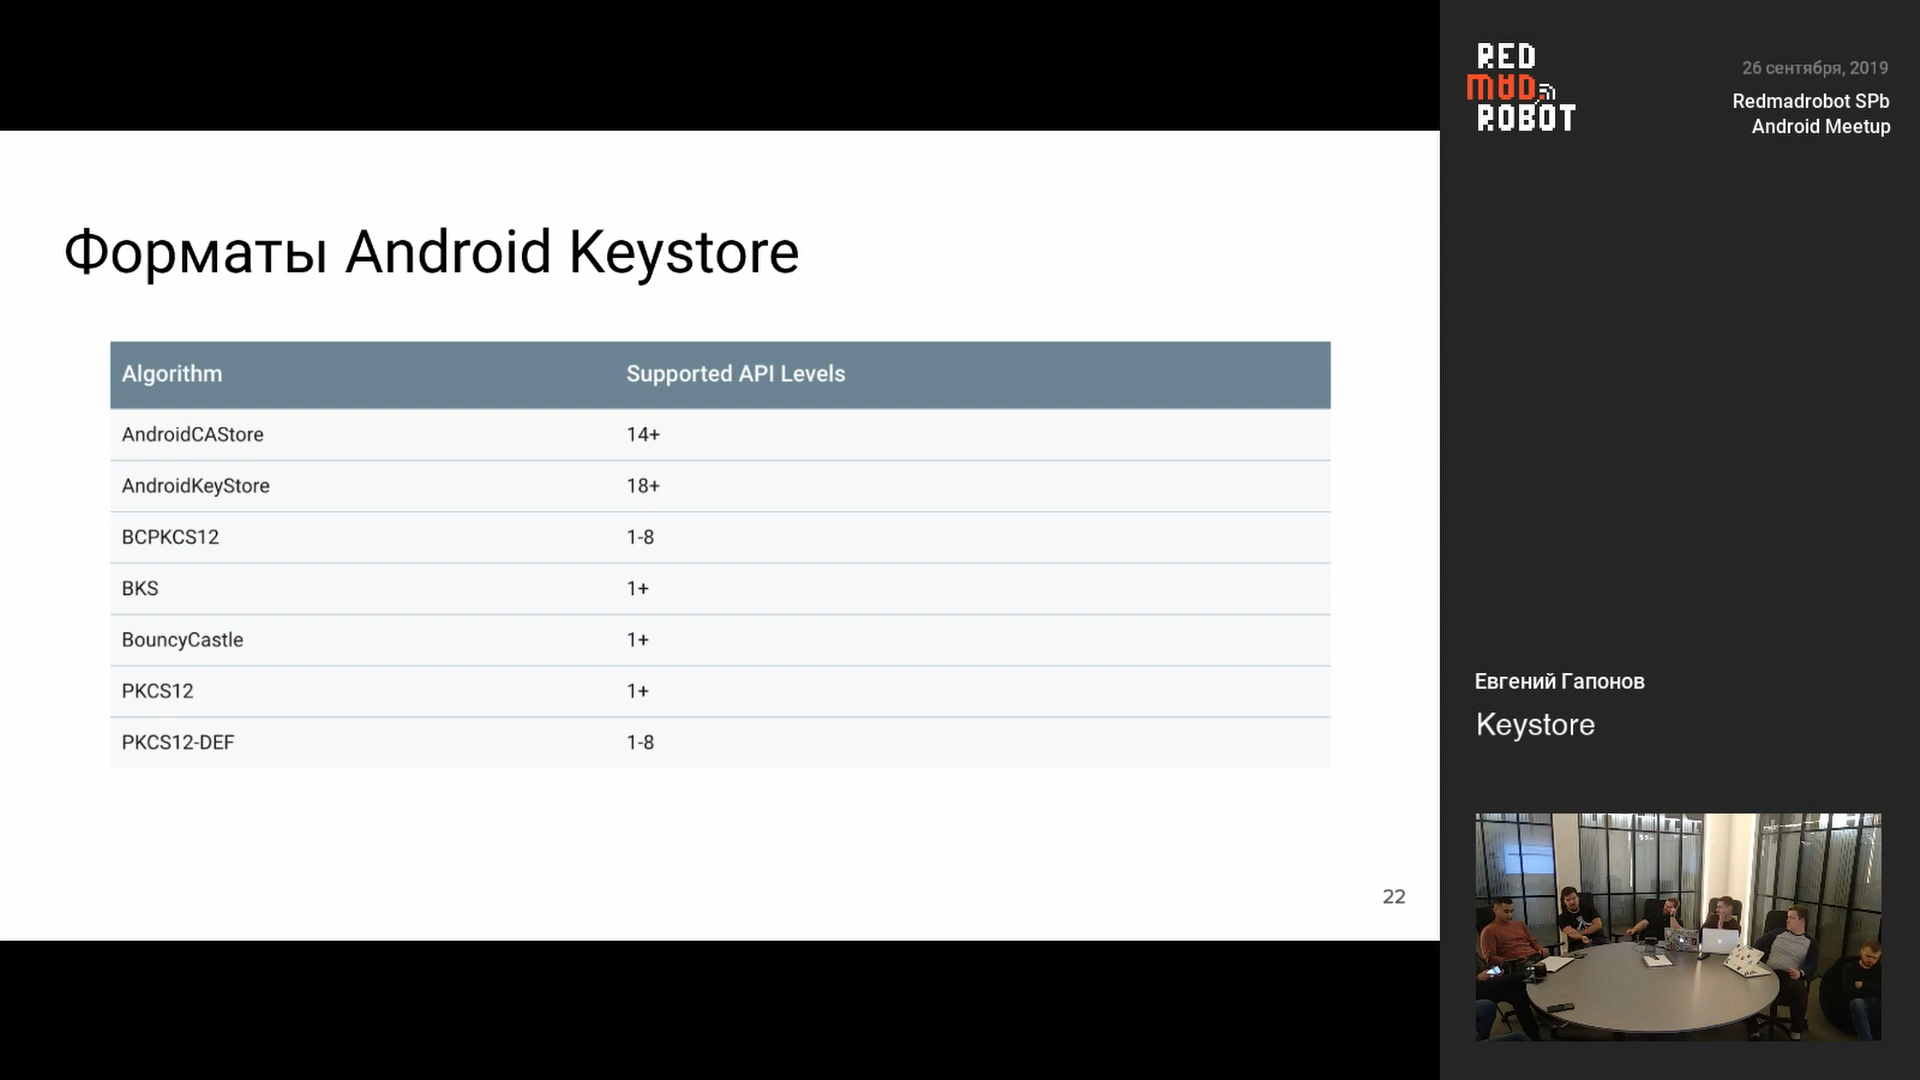 Форматы Android Keystore
Algorithm Supported API Levels
AndroidCAStore 14+
AndroidKeyStore 18+
BCPKCS12 1-8
BKS 1+
BouncyCastle 1+
PKCS12 1+
PKCS12-DEF 1-8
22
RED
MAD
ROBOT
26 сентября, 2019
Redmadrobot SPb
Android Meetup
Евгений Гапонов
Keystore